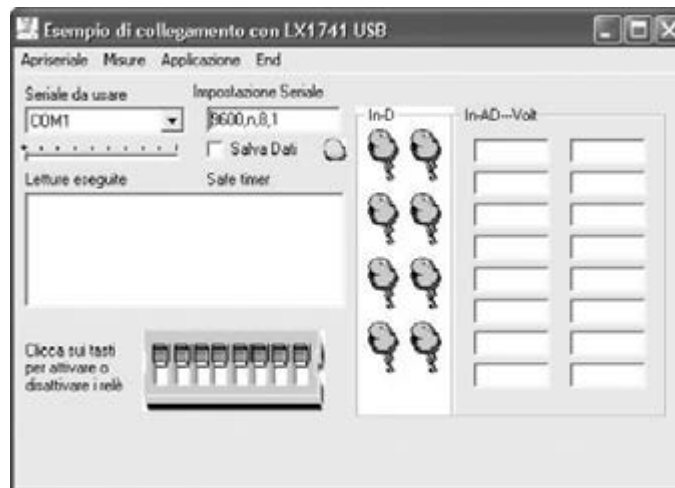 Esempio di collegamento con LX1741 USB
Apriseriale Misure Applicazione End
Seriale da usare
Impostazione Seriale
COM1
9600,n,8,1
Salva Dati
Letture eseguite
Safe timer
In-D
In-AD---Volt
Clicca sui tasti
per attivare o
disattivare i relè